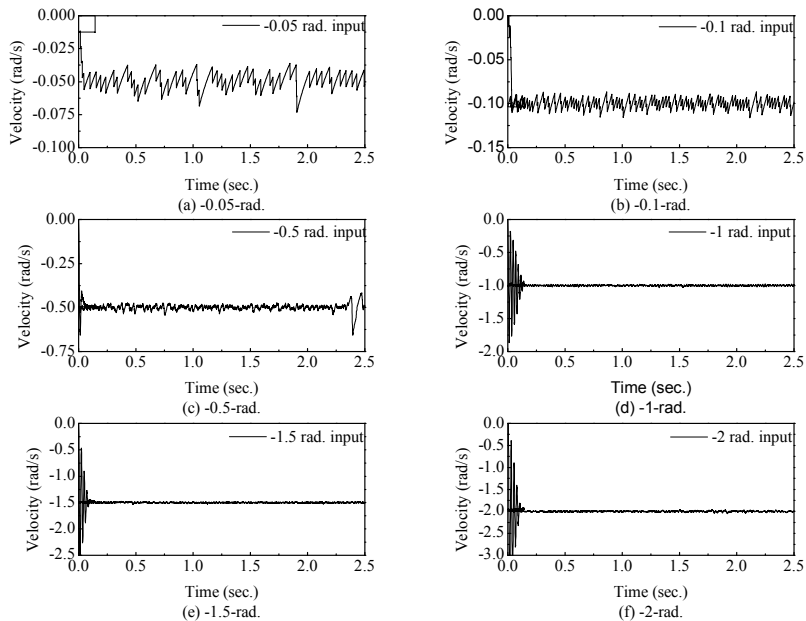 0.000
-0.025
-0.050
-0.075
-0.100
Velocity (rad/s)
-0.05 rad. input
0.0 0.5 1.0 1.5 2.0 2.5
Time (sec.)
(a) -0.05-rad.
0.00
-0.05
-0.10
-0.15
Velocity (rad/s)
-0.1 rad. input
0.0 0.5 1.0 1.5 2.0 2.5
Time (sec.)
(b) -0.1-rad.
0.00
-0.25
-0.50
-0.75
Velocity (rad/s)
-0.5 rad. input
0.0 0.5 1.0 1.5 2.0 2.5
Time (sec.)
(c) -0.5-rad.
0.0
-0.5
-1.0
-1.5
-2.0
Velocity (rad/s)
-1 rad. input
0.0 0.5 1.0 1.5 2.0 2.5
Time (sec.)
(d) -1-rad.
0.0
-0.5
-1.0
-1.5
-2.0
-2.5
Velocity (rad/s)
-1.5 rad. input
0.0 0.5 1.0 1.5 2.0 2.5
Time (sec.)
(e) -1.5-rad.
0.0
-0.5
-1.0
-1.5
-2.0
-2.5
-3.0
Velocity (rad/s)
-2 rad. input
0.0 0.5 1.0 1.5 2.0 2.5
Time (sec.)
(f) -2-rad.